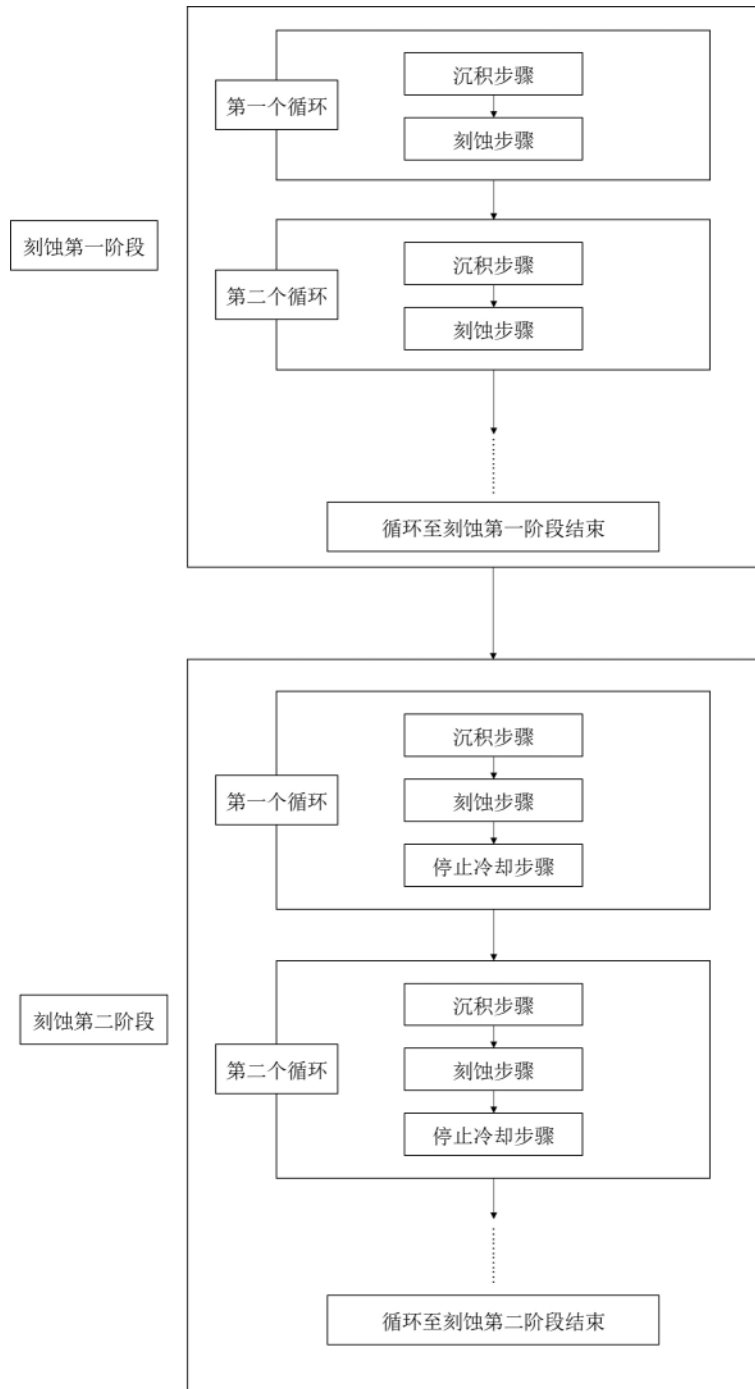 沉积步骤
第一个循环
刻蚀步骤
刻蚀第一阶段
沉积步骤
第二个循环
刻蚀步骤
循环至刻蚀第一阶段结束
沉积步骤
第一个循环
刻蚀步骤
停止冷却步骤
刻蚀第二阶段
沉积步骤
第二个循环
刻蚀步骤
停止冷却步骤
循环至刻蚀第二阶段结束